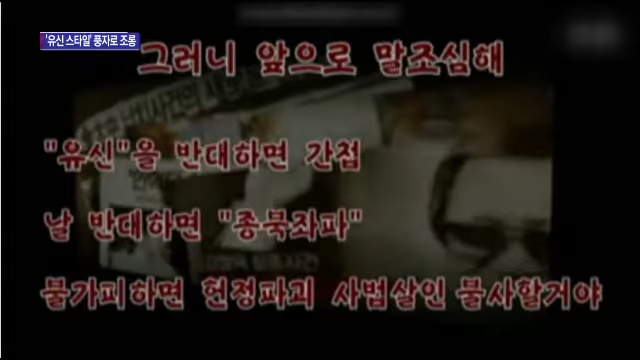 '유신 스타일' 풍자로 조롱
그러니 앞으로 말조심해
"유신"을 반대하면 간첩
날 반대하면 "종북좌파"
불가피하면 헌정파괴 사법살인 불사할거야